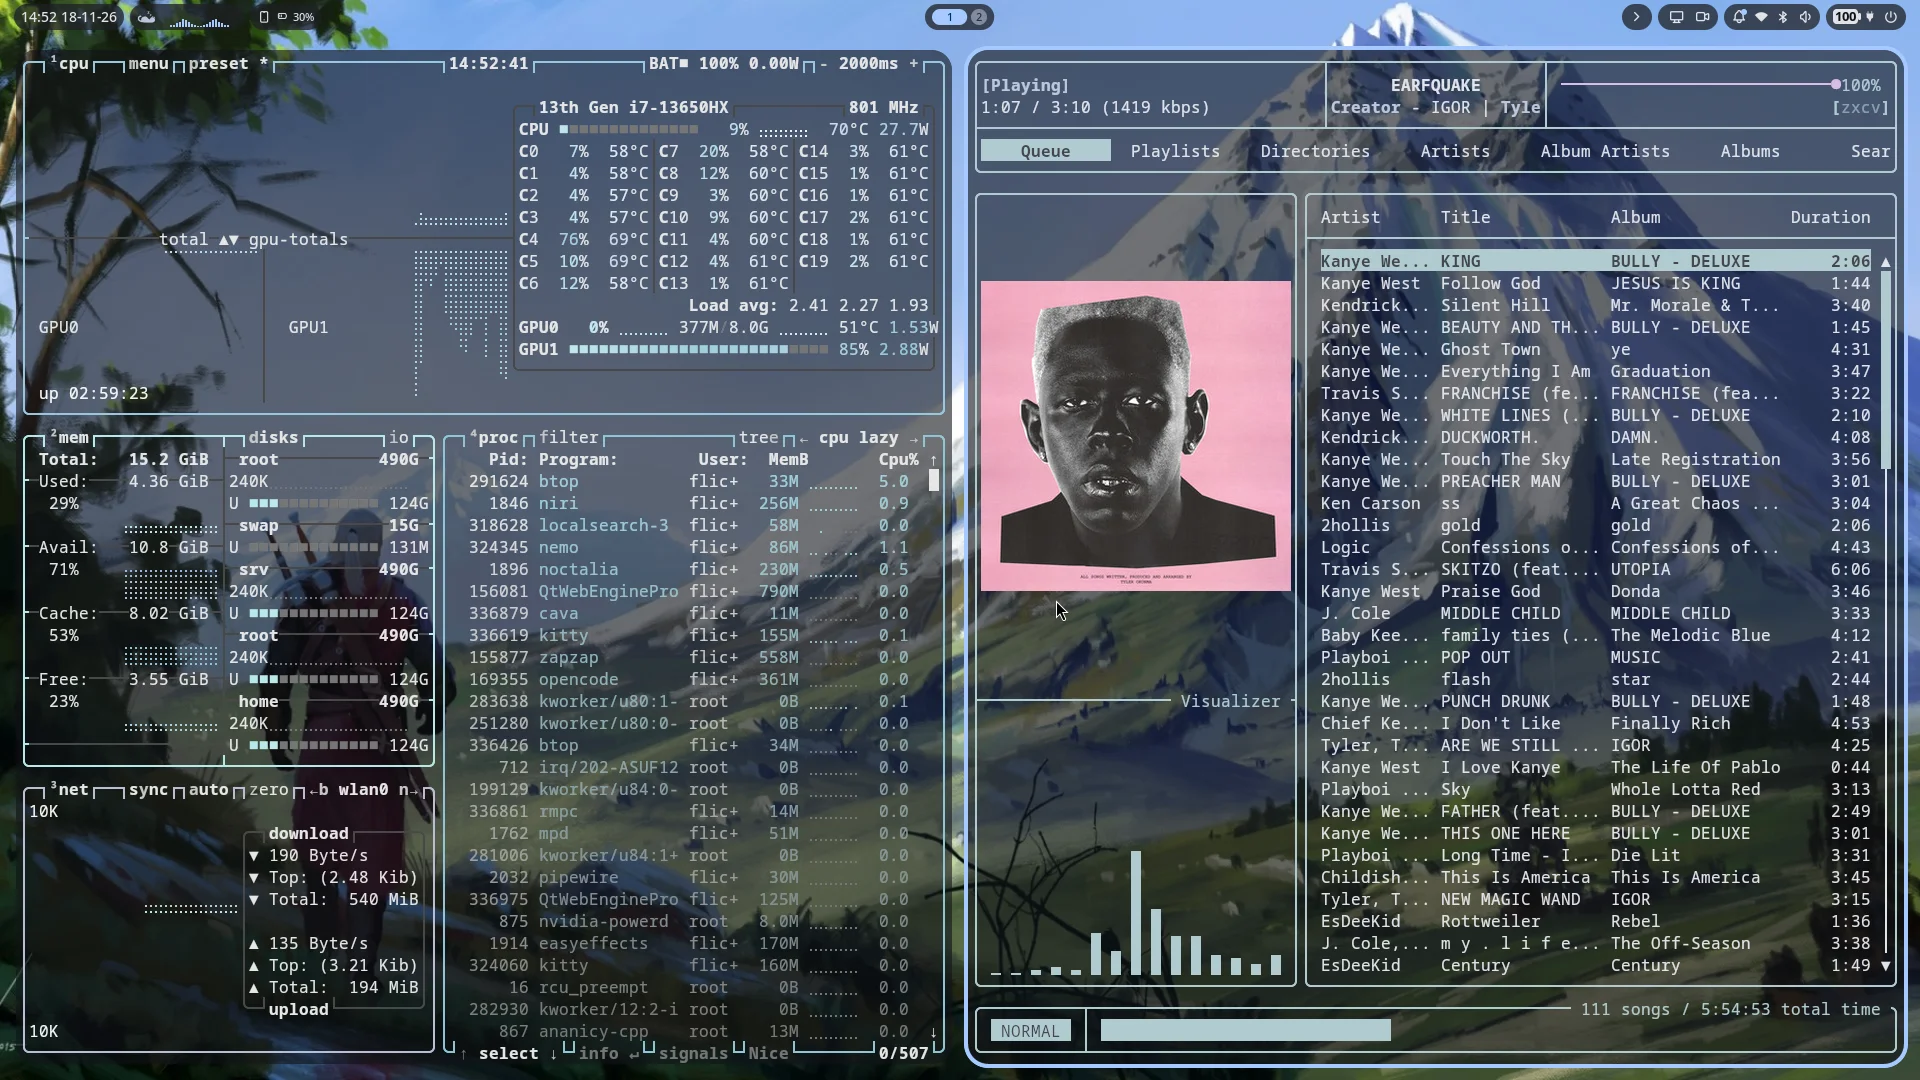 14:52 18-11-26
30%
1 2
100
1cpu menu preset * 14:52:41 BAT■ 100% 0.00W - 2000ms +
13th Gen i7-13650HX 801 MHz
CPU 9% 70°C 27.7W
C0 7% 58°C C7 20% 58°C C14 3% 61°C
C1 4% 58°C C8 12% 60°C C15 1% 61°C
C2 4% 57°C C9 3% 60°C C16 1% 61°C
C3 4% 57°C C10 9% 60°C C17 2% 61°C
C4 76% 69°C C11 4% 60°C C18 1% 61°C
C5 10% 69°C C12 4% 61°C C19 2% 61°C
C6 12% 58°C C13 1% 61°C
Load avg: 2.41 2.27 1.93
GPU0 0% 377M/8.0G 51°C 1.53W
GPU1 85% 2.88W
total ▲▼ gpu-totals
GPU0 GPU1
up 02:59:23
2mem disks io
Total: 15.2 GiB
Used: 4.36 GiB
29%
Avail: 10.8 GiB
71%
Cache: 8.02 GiB
53%
Free: 3.55 GiB
23%
root 490G
240K
U 124G
swap 15G
U 131M
srv 490G
240K
U 124G
root 490G
240K
U 124G
home 490G
240K
U 124G
3net sync auto zero ←b wlan0 n→
10K
download
▼ 190 Byte/s
▼ Top: (2.48 Kib)
▼ Total: 540 MiB
▲ 135 Byte/s
▲ Top: (3.21 Kib)
▲ Total: 194 MiB
upload
10K
4proc filter tree ← cpu lazy →
Pid: Program: User: MemB Cpu% ↑
291624 btop flic+ 33M 5.0
1846 niri flic+ 256M 0.9
318628 localsearch-3 flic+ 58M 0.0
324345 nemo flic+ 86M 1.1
1896 noctalia flic+ 230M 0.5
156081 QtWebEnginePro flic+ 790M 0.0
336879 cava flic+ 11M 0.0
336619 kitty flic+ 155M 0.1
155877 zapzap flic+ 558M 0.0
169355 opencode flic+ 361M 0.0
283638 kworker/u80:1- root 0B 0.1
251280 kworker/u80:0- root 0B 0.0
336426 btop flic+ 34M 0.0
712 irq/202-ASUF12 root 0B 0.0
199129 kworker/u84:0- root 0B 0.0
336861 rmpc flic+ 14M 0.0
1762 mpd flic+ 51M 0.0
281006 kworker/u84:1+ root 0B 0.0
2032 pipewire flic+ 30M 0.0
336975 QtWebEnginePro flic+ 125M 0.0
875 nvidia-powerd root 8.0M 0.0
1914 easyeffects flic+ 170M 0.0
324060 kitty flic+ 160M 0.0
16 rcu_preempt root 0B 0.0
282930 kworker/12:2-i root 0B 0.0
867 ananicy-cpp root 13M 0.0 ↓
↑ select ↓ info ↵ signals Nice 0/507
[Playing] EARFQUAKE 100%
1:07 / 3:10 (1419 kbps) Creator - IGOR | Tyle [zxcv]
Queue Playlists Directories Artists Album Artists Albums Sear
ALL SONGS WRITTEN, PRODUCED AND ARRANGED BY
TYLER OKONMA
Visualizer
Artist Title Album Duration
Kanye We... KING BULLY - DELUXE 2:06
Kanye West Follow God JESUS IS KING 1:44
Kendrick... Silent Hill Mr. Morale & T... 3:40
Kanye We... BEAUTY AND TH... BULLY - DELUXE 1:45
Kanye We... Ghost Town ye 4:31
Kanye We... Everything I Am Graduation 3:47
Travis S... FRANCHISE (fe... FRANCHISE (fea... 3:22
Kanye We... WHITE LINES (... BULLY - DELUXE 2:10
Kendrick... DUCKWORTH. DAMN. 4:08
Kanye We... Touch The Sky Late Registration 3:56
Kanye We... PREACHER MAN BULLY - DELUXE 3:01
Ken Carson ss A Great Chaos ... 3:04
2hollis gold gold 2:06
Logic Confessions o... Confessions of... 4:43
Travis S... SKITZO (feat.... UTOPIA 6:06
Kanye West Praise God Donda 3:46
J. Cole MIDDLE CHILD MIDDLE CHILD 3:33
Baby Kee... family ties (... The Melodic Blue 4:12
Playboi ... POP OUT MUSIC 2:41
2hollis flash star 2:44
Kanye We... PUNCH DRUNK BULLY - DELUXE 1:48
Chief Ke... I Don't Like Finally Rich 4:53
Tyler, T... ARE WE STILL ... IGOR 4:25
Kanye West I Love Kanye The Life Of Pablo 0:44
Playboi ... Sky Whole Lotta Red 3:13
Kanye We... FATHER (feat.... BULLY - DELUXE 2:49
Kanye We... THIS ONE HERE BULLY - DELUXE 3:01
Playboi ... Long Time - I... Die Lit 3:31
Childish... This Is America This Is America 3:45
Tyler, T... NEW MAGIC WAND IGOR 3:15
EsDeeKid Rottweiler Rebel 1:36
J. Cole,... m y . l i f e... The Off-Season 3:38
EsDeeKid Century Century 1:49
111 songs / 5:54:53 total time
NORMAL